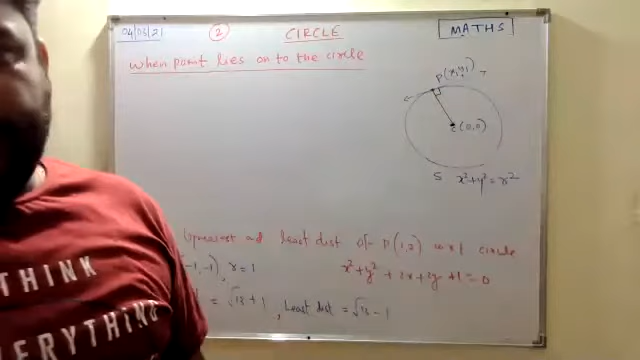 04/03/21
2
CIRCLE
MATHS
When point lies on to the circle
P(x1,y1)
C(0,0)
S x²+y²=r²
and Least dist of P(1,2) w.r.t circle
-1,-1), r=1
x²+y²+2x+2y+1=0
= √13+1, Least dist = √13-1
THINK
EVERYTHING